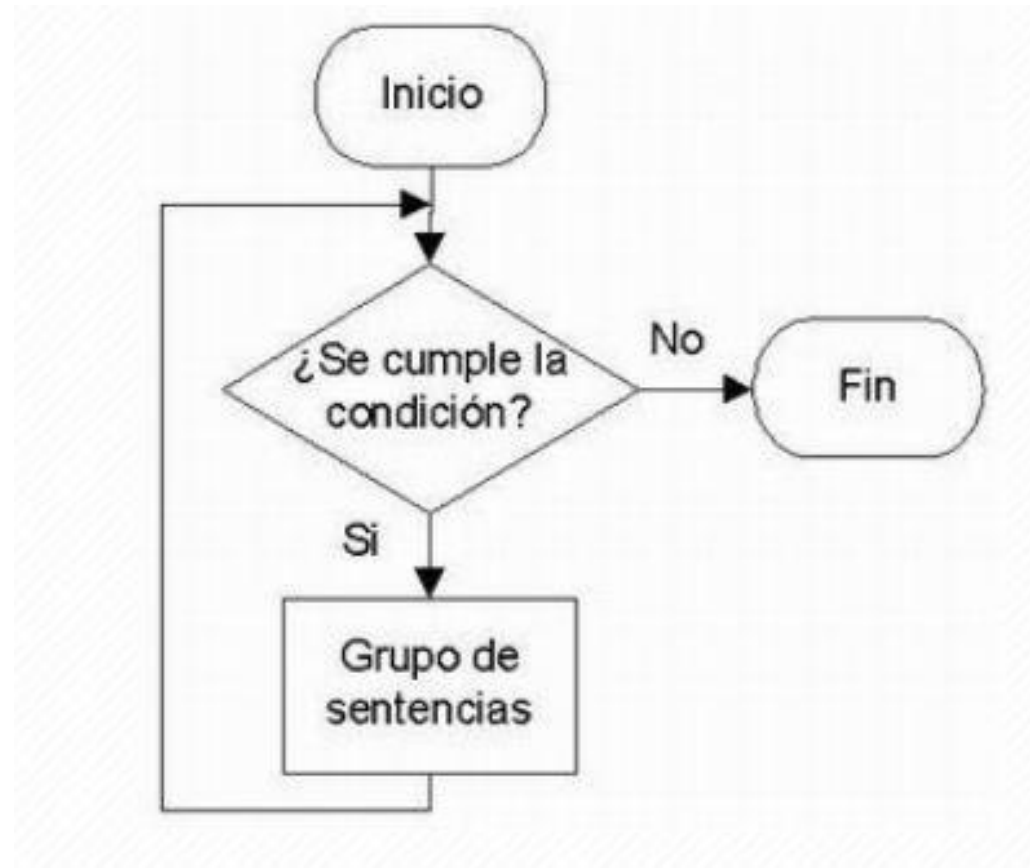 Inicio
¿Se cumple la
condición?
No
Fin
Si
Grupo de
sentencias